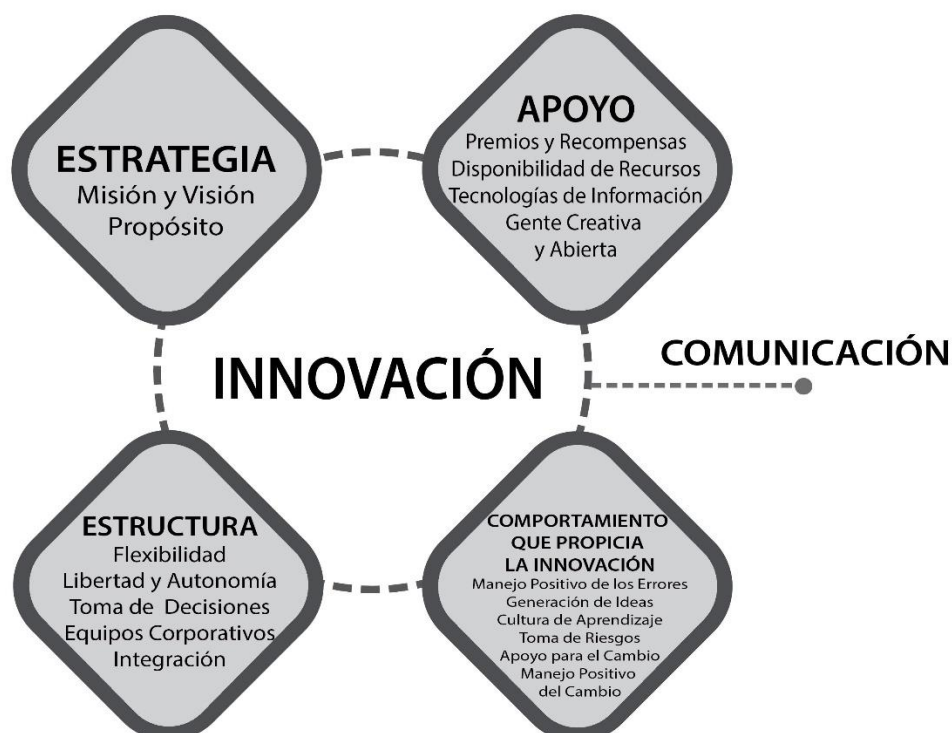 ESTRATEGIA
Misión y Visión
Propósito
APOYO
Premios y Recompensas
Disponibilidad de Recursos
Tecnologías de Información
Gente Creativa
y Abierta
INNOVACIÓN
COMUNICACIÓN
ESTRUCTURA
Flexibilidad
Libertad y Autonomía
Toma de Decisiones
Equipos Corporativos
Integración
COMPORTAMIENTO
QUE PROPICIA
LA INNOVACIÓN
Manejo Positivo de los Errores
Generación de Ideas
Cultura de Aprendizaje
Toma de Riesgos
Apoyo para el Cambio
Manejo Positivo
del Cambio